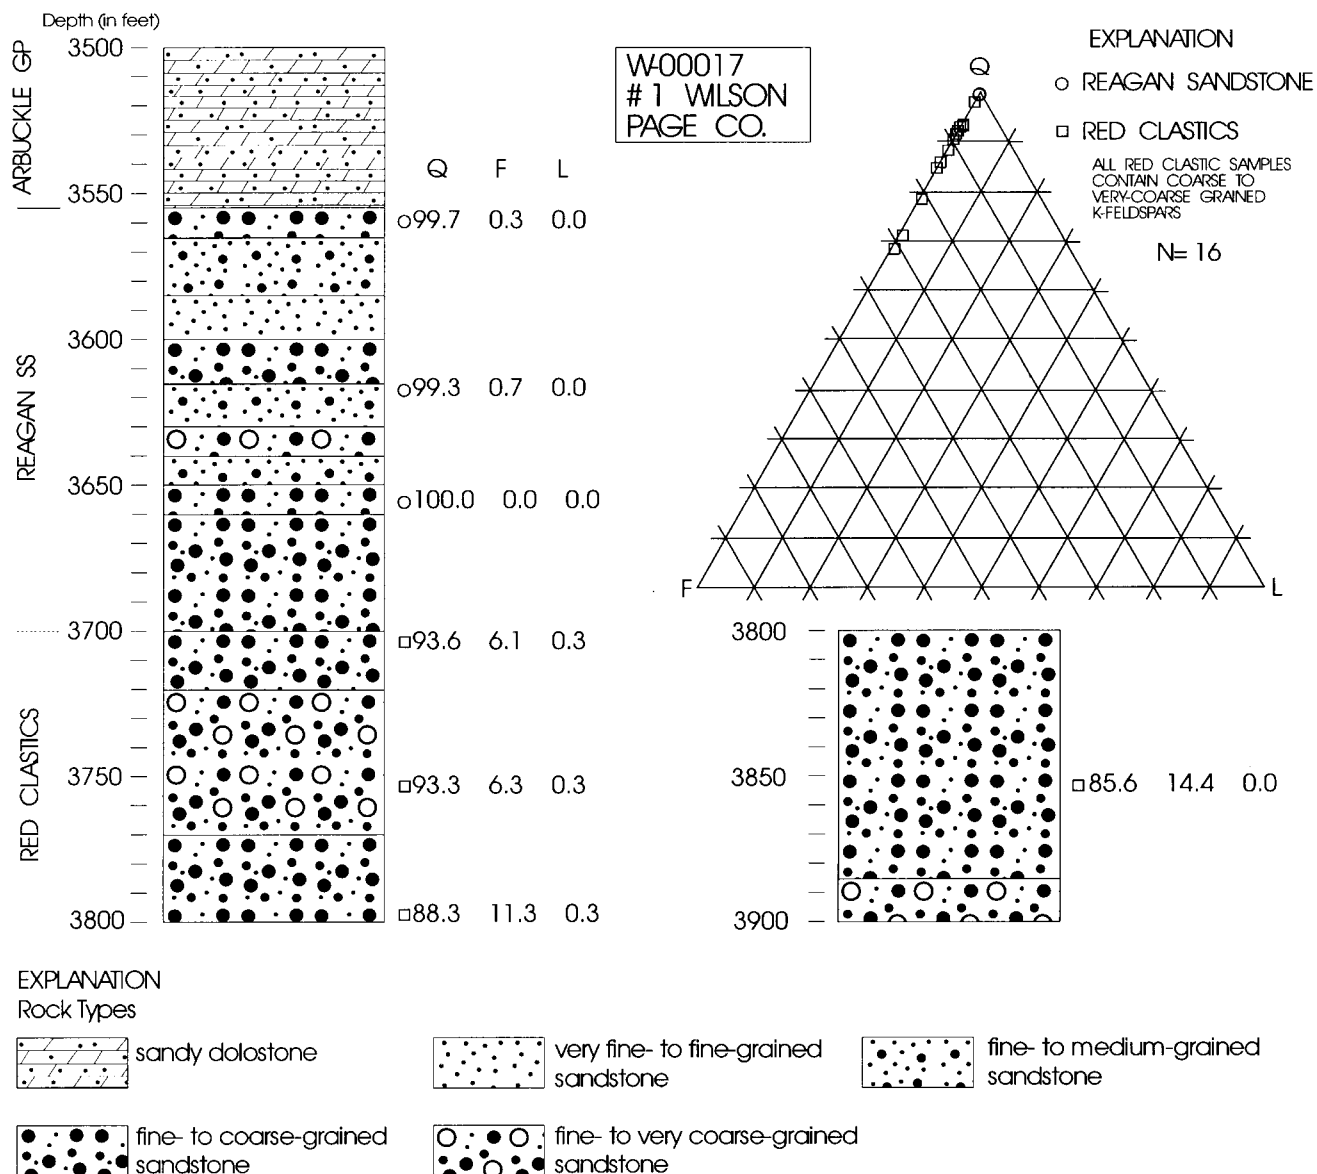 Depth (in feet)
3500
3550
3600
3650
3700
3750
3800
ARBUCKLE GP
REAGAN SS
RED CLASTICS
Q F L
99.7 0.3 0.0
99.3 0.7 0.0
100.0 0.0 0.0
93.6 6.1 0.3
93.3 6.3 0.3
88.3 11.3 0.3
W-00017
#1 WILSON
PAGE CO.
EXPLANATION
REAGAN SANDSTONE
RED CLASTICS
ALL RED CLASTIC SAMPLES
CONTAIN COARSE TO
VERY-COARSE GRAINED
K-FELDSPARS
N= 16
Q
F
L
3800
3850
3900
85.6 14.4 0.0
EXPLANATION
Rock Types
sandy dolostone
very fine- to fine-grained
sandstone
fine- to medium-grained
sandstone
fine- to coarse-grained
sandstone
fine- to very coarse-grained
sandstone